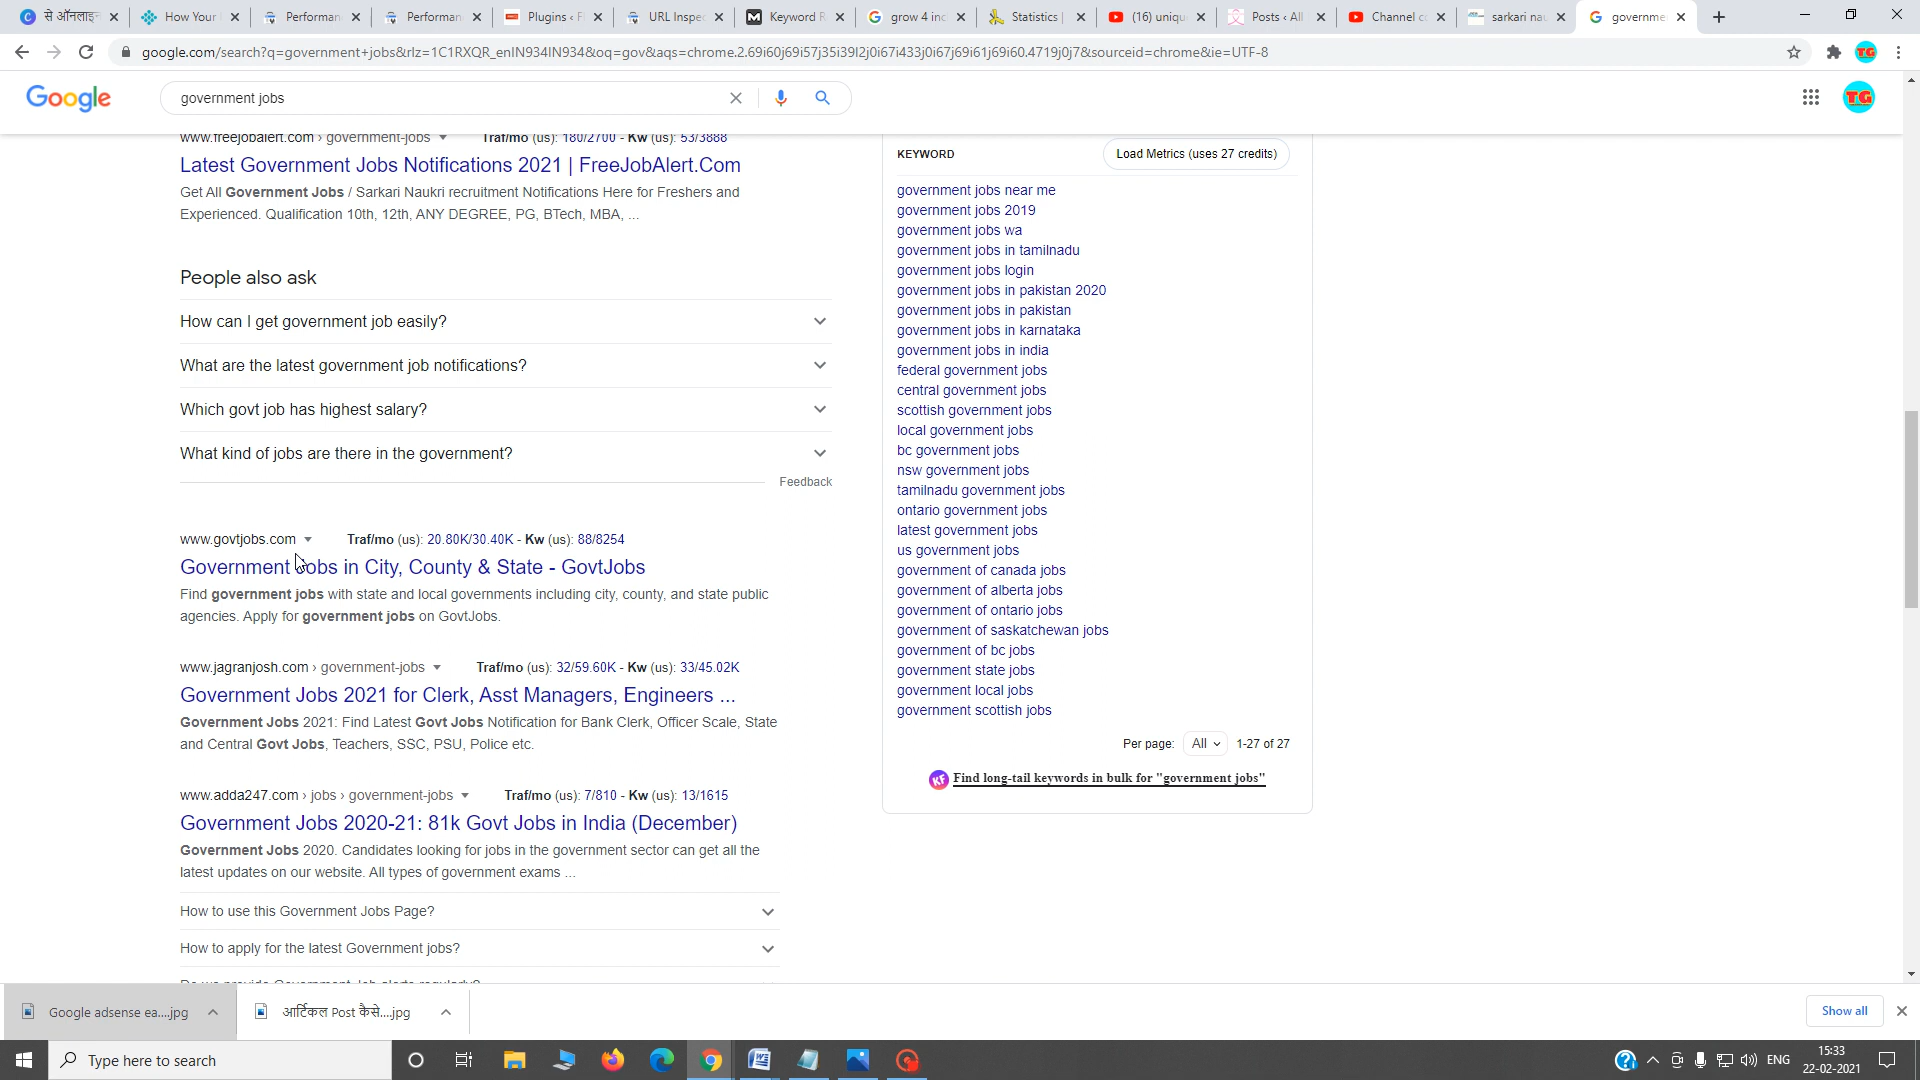 से ऑनलाइन
How Your
Performan
Performan
Plugins ‹ F
URL Inspec
Keyword R
grow 4 inc
Statistics |
(16) uniqu
Posts ‹ All
Channel co
sarkari nau
governme
google.com/search?q=government+jobs&rlz=1C1RXQR_enIN934IN934&oq=gov&aqs=chrome.2.69i60j69i57j35i39l2j0i67i433j0i67j69i61j69i60.4719j0j7&sourceid=chrome&ie=UTF-8
TG
Google
government jobs
TG
www.freejobalert.com › government-jobs Traf/mo (us): 180/2700 - Kw (us): 53/3888
Latest Government Jobs Notifications 2021 | FreeJobAlert.Com
Get All Government Jobs / Sarkari Naukri recruitment Notifications Here for Freshers and
Experienced. Qualification 10th, 12th, ANY DEGREE, PG, BTech, MBA, ...
People also ask
How can I get government job easily?
What are the latest government job notifications?
Which govt job has highest salary?
What kind of jobs are there in the government?
Feedback
www.govtjobs.com Traf/mo (us): 20.80K/30.40K - Kw (us): 88/8254
Government Jobs in City, County & State - GovtJobs
Find government jobs with state and local governments including city, county, and state public
agencies. Apply for government jobs on GovtJobs.
www.jagranjosh.com › government-jobs Traf/mo (us): 32/59.60K - Kw (us): 33/45.02K
Government Jobs 2021 for Clerk, Asst Managers, Engineers ...
Government Jobs 2021: Find Latest Govt Jobs Notification for Bank Clerk, Officer Scale, State
and Central Govt Jobs, Teachers, SSC, PSU, Police etc.
www.adda247.com › jobs › government-jobs Traf/mo (us): 7/810 - Kw (us): 13/1615
Government Jobs 2020-21: 81k Govt Jobs in India (December)
Government Jobs 2020. Candidates looking for jobs in the government sector can get all the
latest updates on our website. All types of government exams ...
How to use this Government Jobs Page?
How to apply for the latest Government jobs?
Do we provide Government Job alerts regularly?
KEYWORD
Load Metrics (uses 27 credits)
government jobs near me
government jobs 2019
government jobs wa
government jobs in tamilnadu
government jobs login
government jobs in pakistan 2020
government jobs in pakistan
government jobs in karnataka
government jobs in india
federal government jobs
central government jobs
scottish government jobs
local government jobs
bc government jobs
nsw government jobs
tamilnadu government jobs
ontario government jobs
latest government jobs
us government jobs
government of canada jobs
government of alberta jobs
government of ontario jobs
government of saskatchewan jobs
government of bc jobs
government state jobs
government local jobs
government scottish jobs
Per page: All 1-27 of 27
KF Find long-tail keywords in bulk for "government jobs"
Google adsense ea....jpg
आर्टिकल Post कैसे....jpg
Show all
Type here to search
ENG
15:33
22-02-2021